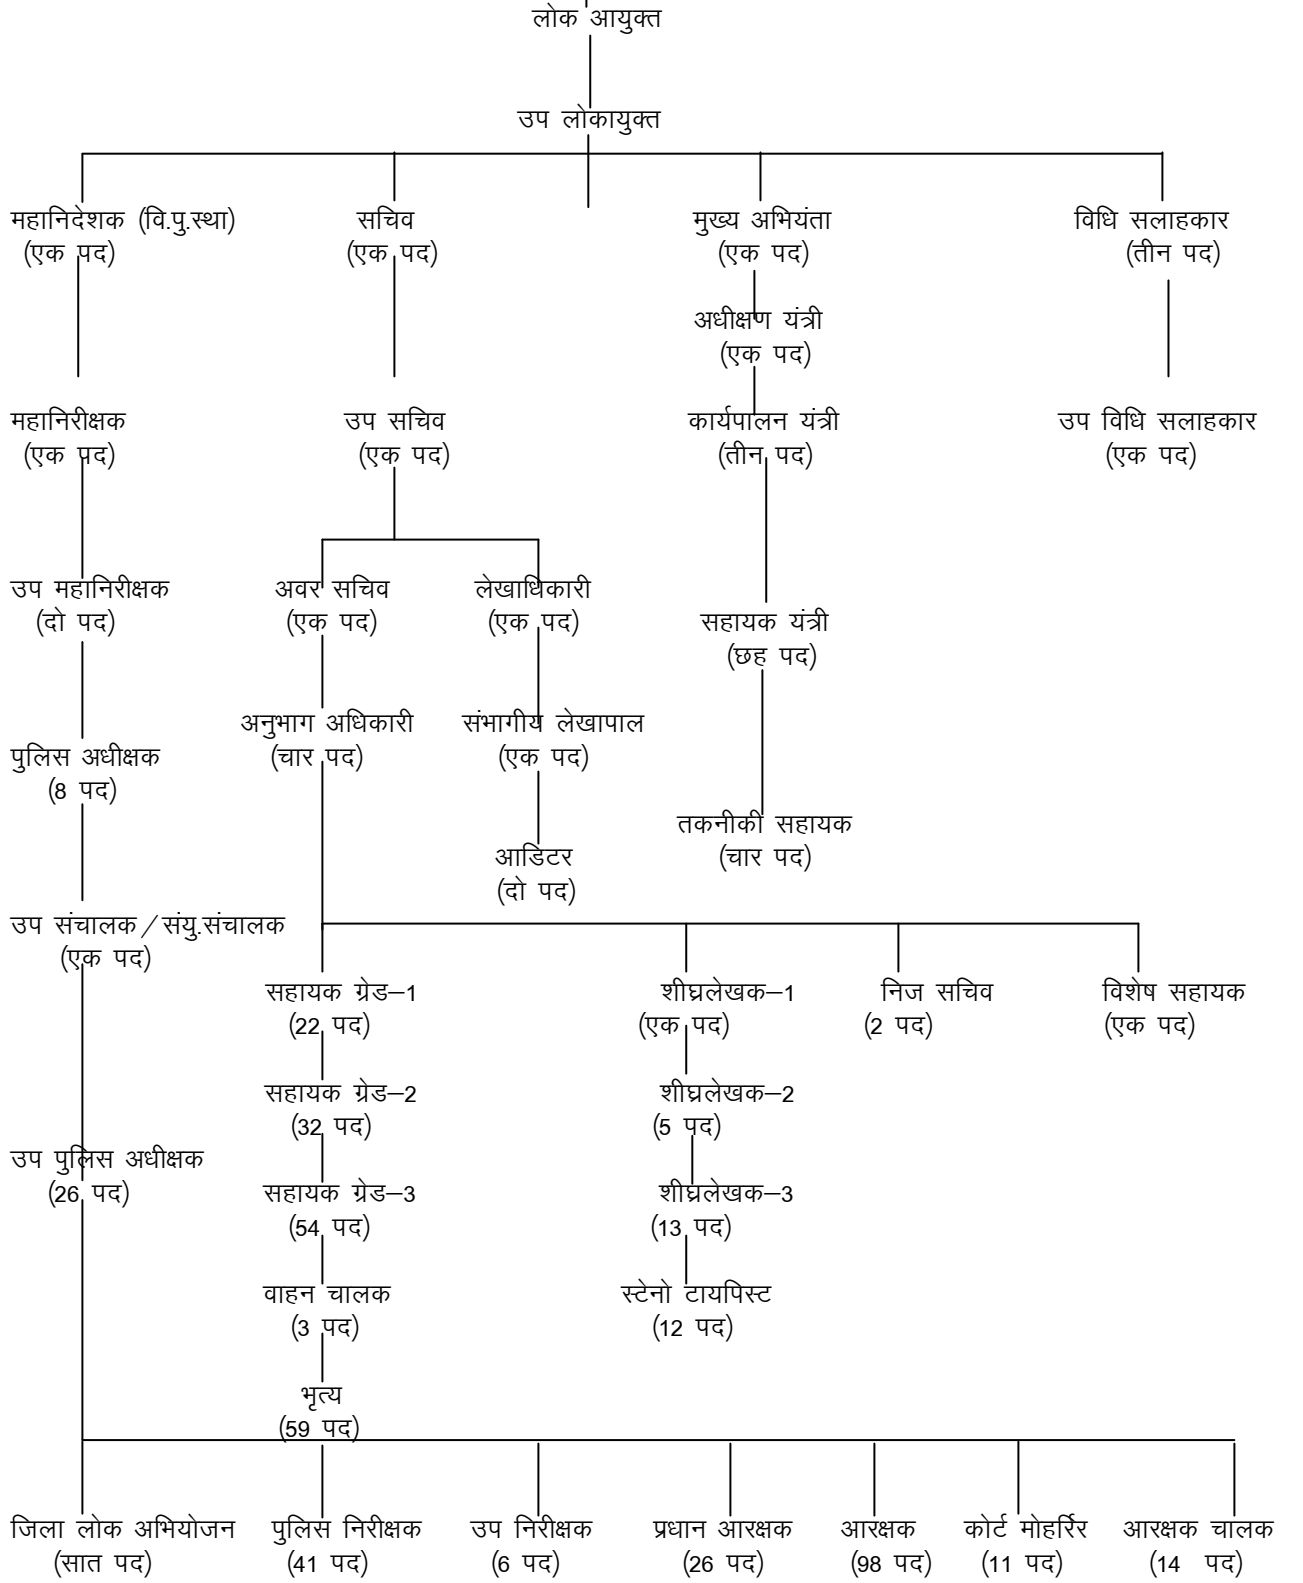 लोक आयुक्त
उप लोकायुक्त
महानिदेशक (वि.पु.स्था) सचिव मुख्य अभियंता विधि सलाहकार
(एक पद) (एक पद) (एक पद) (तीन पद)
अधीक्षण यंत्री
(एक पद)
महानिरीक्षक उप सचिव कार्यपालन यंत्री उप विधि सलाहकार
(एक पद) (एक पद) (तीन पद) (एक पद)
उप महानिरीक्षक अवर सचिव लेखाधिकारी
(दो पद) (एक पद) (एक पद)
सहायक यंत्री
(छह पद)
अनुभाग अधिकारी संभागीय लेखापाल
(चार पद) (एक पद)
पुलिस अधीक्षक
(8 पद)
तकनीकी सहायक
(चार पद)
आडिटर
(दो पद)
उप संचालक/संयु.संचालक
(एक पद)
सहायक ग्रेड–1 शीघ्रलेखक–1 निज सचिव विशेष सहायक
(22 पद) (एक पद) (2 पद) (एक पद)
सहायक ग्रेड–2 शीघ्रलेखक–2
(32 पद) (5 पद)
उप पुलिस अधीक्षक
(26 पद)
सहायक ग्रेड–3 शीघ्रलेखक–3
(54 पद) (13 पद)
वाहन चालक स्टेनो टायपिस्ट
(3 पद) (12 पद)
भृत्य
(59 पद)
जिला लोक अभियोजन पुलिस निरीक्षक उप निरीक्षक प्रधान आरक्षक आरक्षक कोर्ट मोहर्रिर आरक्षक चालक
(सात पद) (41 पद) (6 पद) (26 पद) (98 पद) (11 पद) (14 पद)